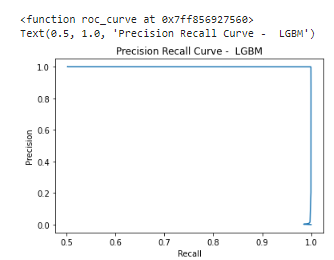 <function roc_curve at 0x7ff856927560>
Text(0.5, 1.0, 'Precision Recall Curve -  LGBM')
Precision Recall Curve -  LGBM
1.0
0.8
0.6
0.4
0.2
0.0
Precision
0.5 0.6 0.7 0.8 0.9 1.0
Recall